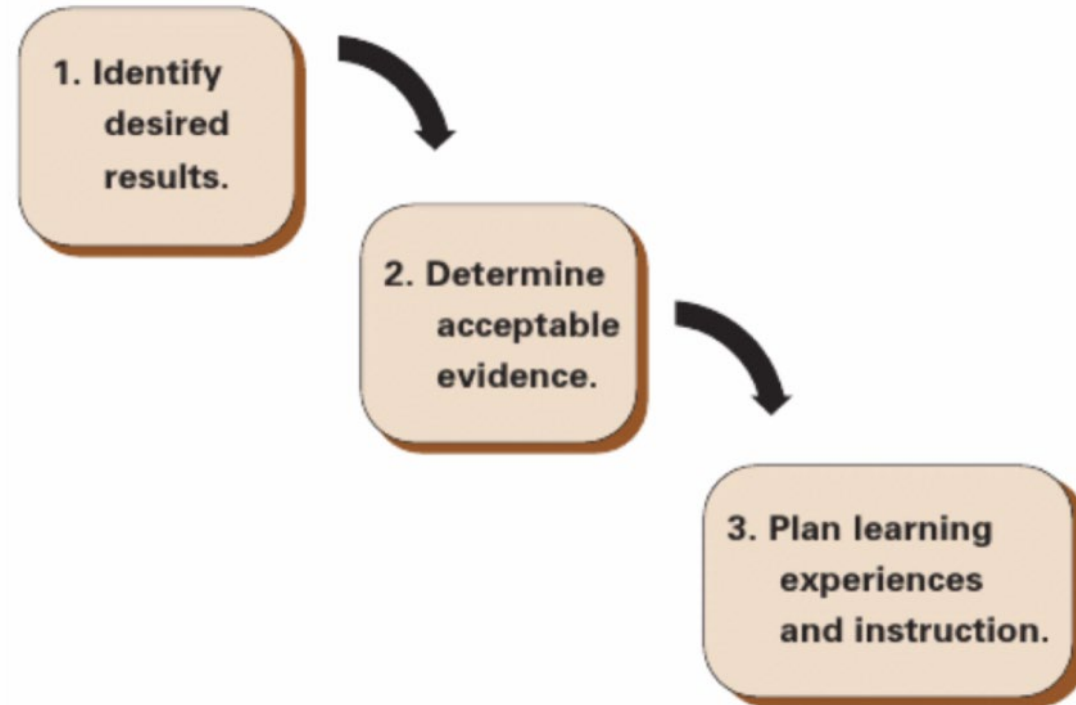 1. Identify
desired
results.
2. Determine
acceptable
evidence.
3. Plan learning
experiences
and instruction.